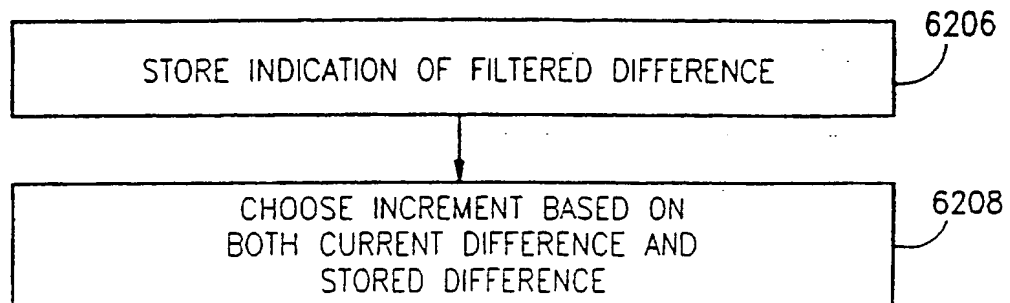 6206
STORE INDICATION OF FILTERED DIFFERENCE
6208
CHOOSE INCREMENT BASED ON
BOTH CURRENT DIFFERENCE AND
STORED DIFFERENCE